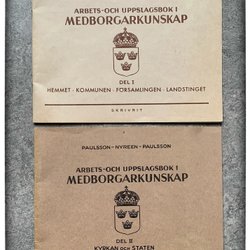 ARBETS-OCH UPPSLAGSBOK I
MEDBORGARKUNSKAP
DEL I
HEMMET · KOMMUNEN · FÖRSAMLINGEN · LANDSTINGET
SKRIVRIT
PAULSSON-NYREEN-PAULSSON
ARBETS-OCH UPPSLAGSBOK I
MEDBORGARKUNSKAP
DEL II
KYRKAN OCH STATEN